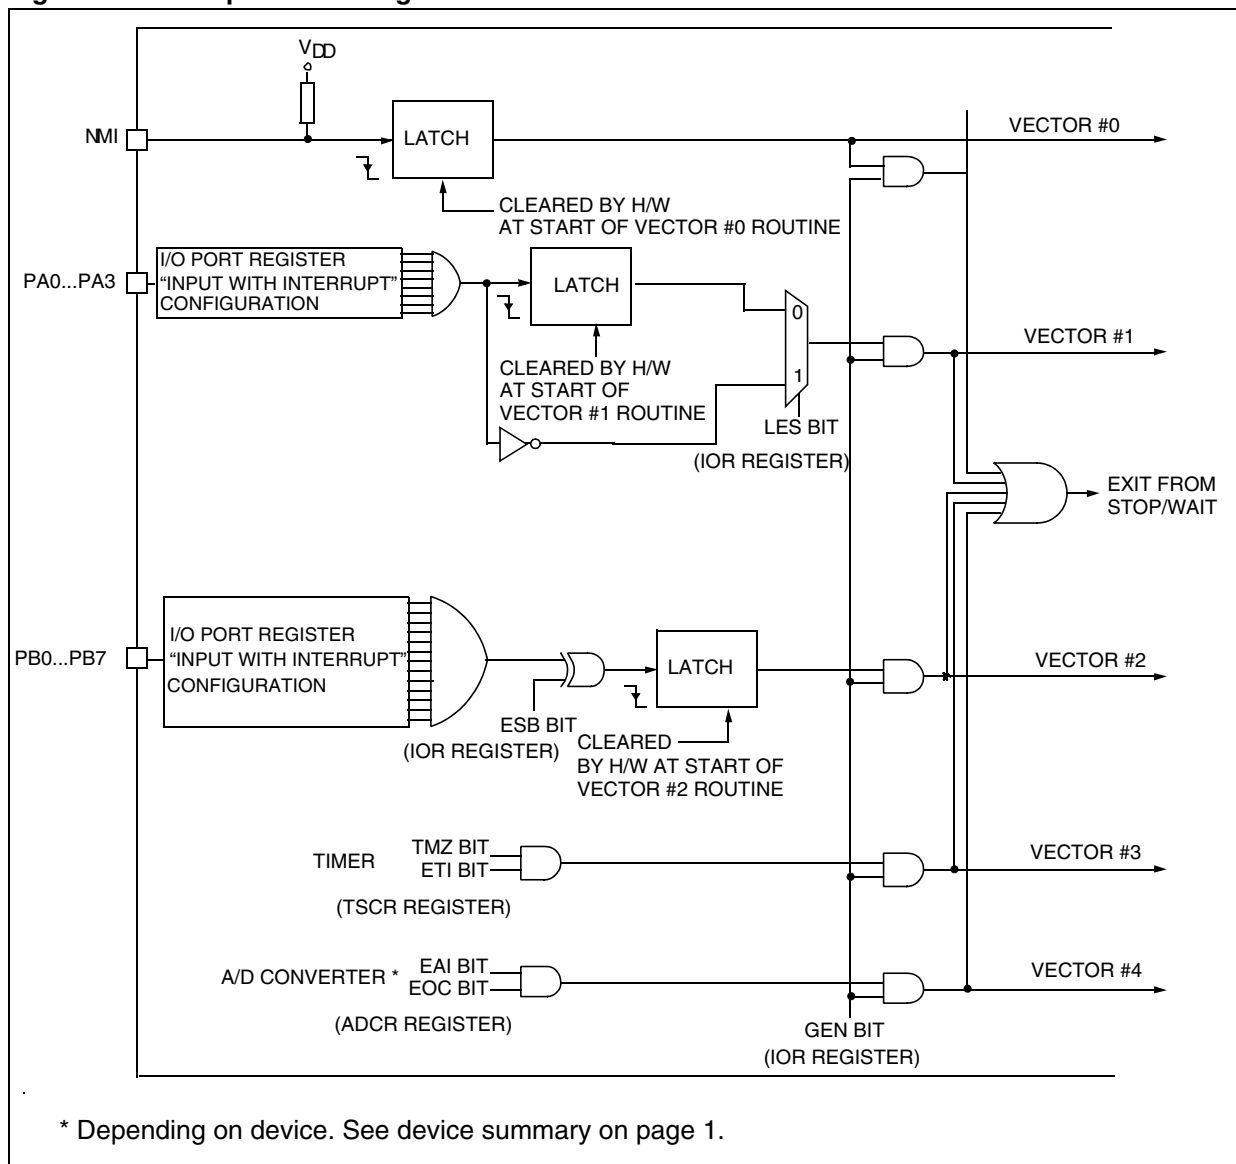 VDD
NMI
LATCH
VECTOR #0
CLEARED BY H/W
AT START OF VECTOR #0 ROUTINE
PA0...PA3
I/O PORT REGISTER
“INPUT WITH INTERRUPT”
CONFIGURATION
LATCH
0
1
VECTOR #1
CLEARED BY H/W
AT START OF
VECTOR #1 ROUTINE
LES BIT
(IOR REGISTER)
EXIT FROM
STOP/WAIT
PB0...PB7
I/O PORT REGISTER
“INPUT WITH INTERRUPT”
CONFIGURATION
LATCH
VECTOR #2
ESB BIT
(IOR REGISTER)
CLEARED
BY H/W AT START OF
VECTOR #2 ROUTINE
TIMER
TMZ BIT
ETI BIT
(TSCR REGISTER)
VECTOR #3
A/D CONVERTER *
EAI BIT
EOC BIT
(ADCR REGISTER)
VECTOR #4
GEN BIT
(IOR REGISTER)
* Depending on device. See device summary on page 1.